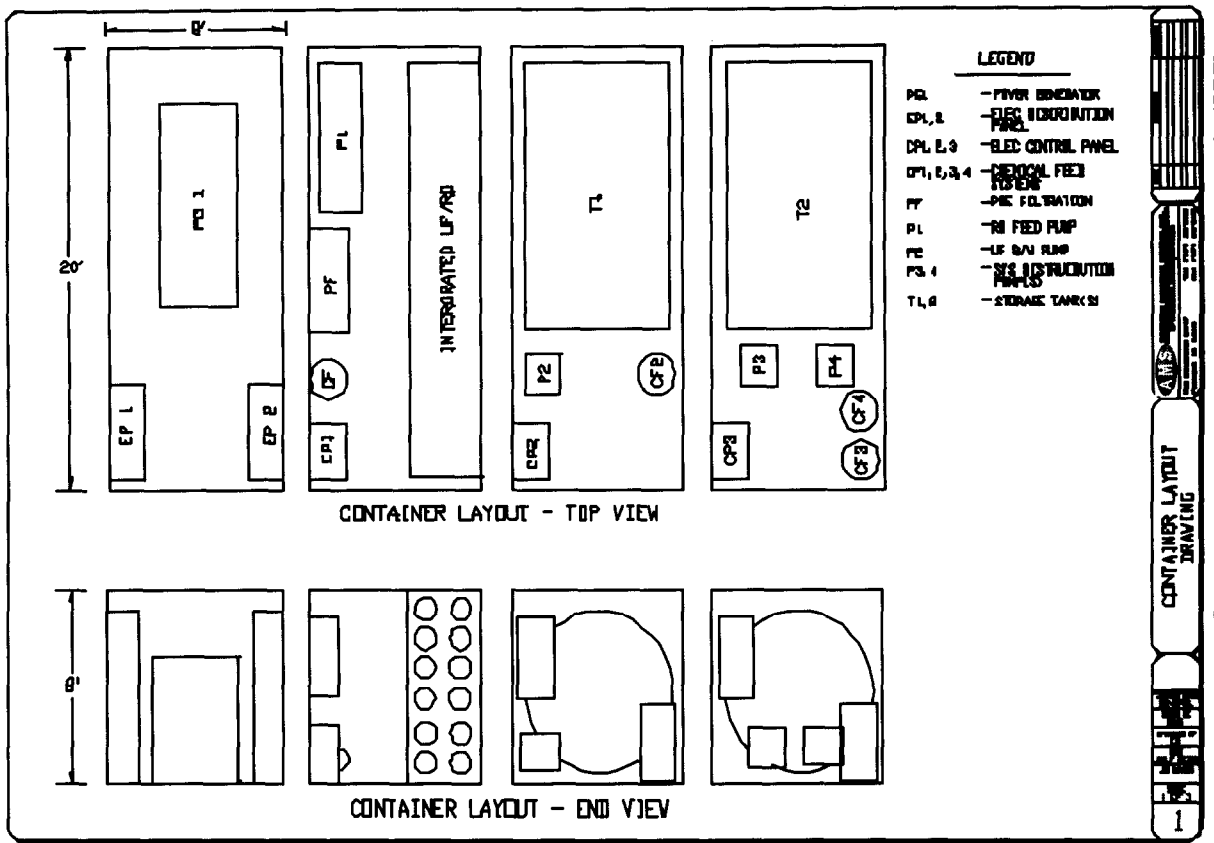 8'
20'
PG 1
EP 1
EP 2
P1
PF
CF
CP1
INTERGRATED UF/RO
T1
P2
CF2
CP2
T2
P3
P4
CF4
CF3
CP3
CONTAINER LAYOUT - TOP VIEW
8'
CONTAINER LAYOUT - END VIEW
LEGEND
PG1 - POWER GENERATOR
EP1,2 - ELEC DISTRIBUTION
PANEL
CP1,2,3 - ELEC CONTROL PANEL
CF1,2,3,4 - CHEMICAL FEED
SYSTEMS
PF - PRE FILTRATION
P1 - RO FEED PUMP
P2 - UF B/W PUMP
P3,4 - SYS DISTRIBUTION
PUMP(S)
T1,2 - STORAGE TANK(S)
AMS
CONTAINER LAYOUT
DRAWING
1